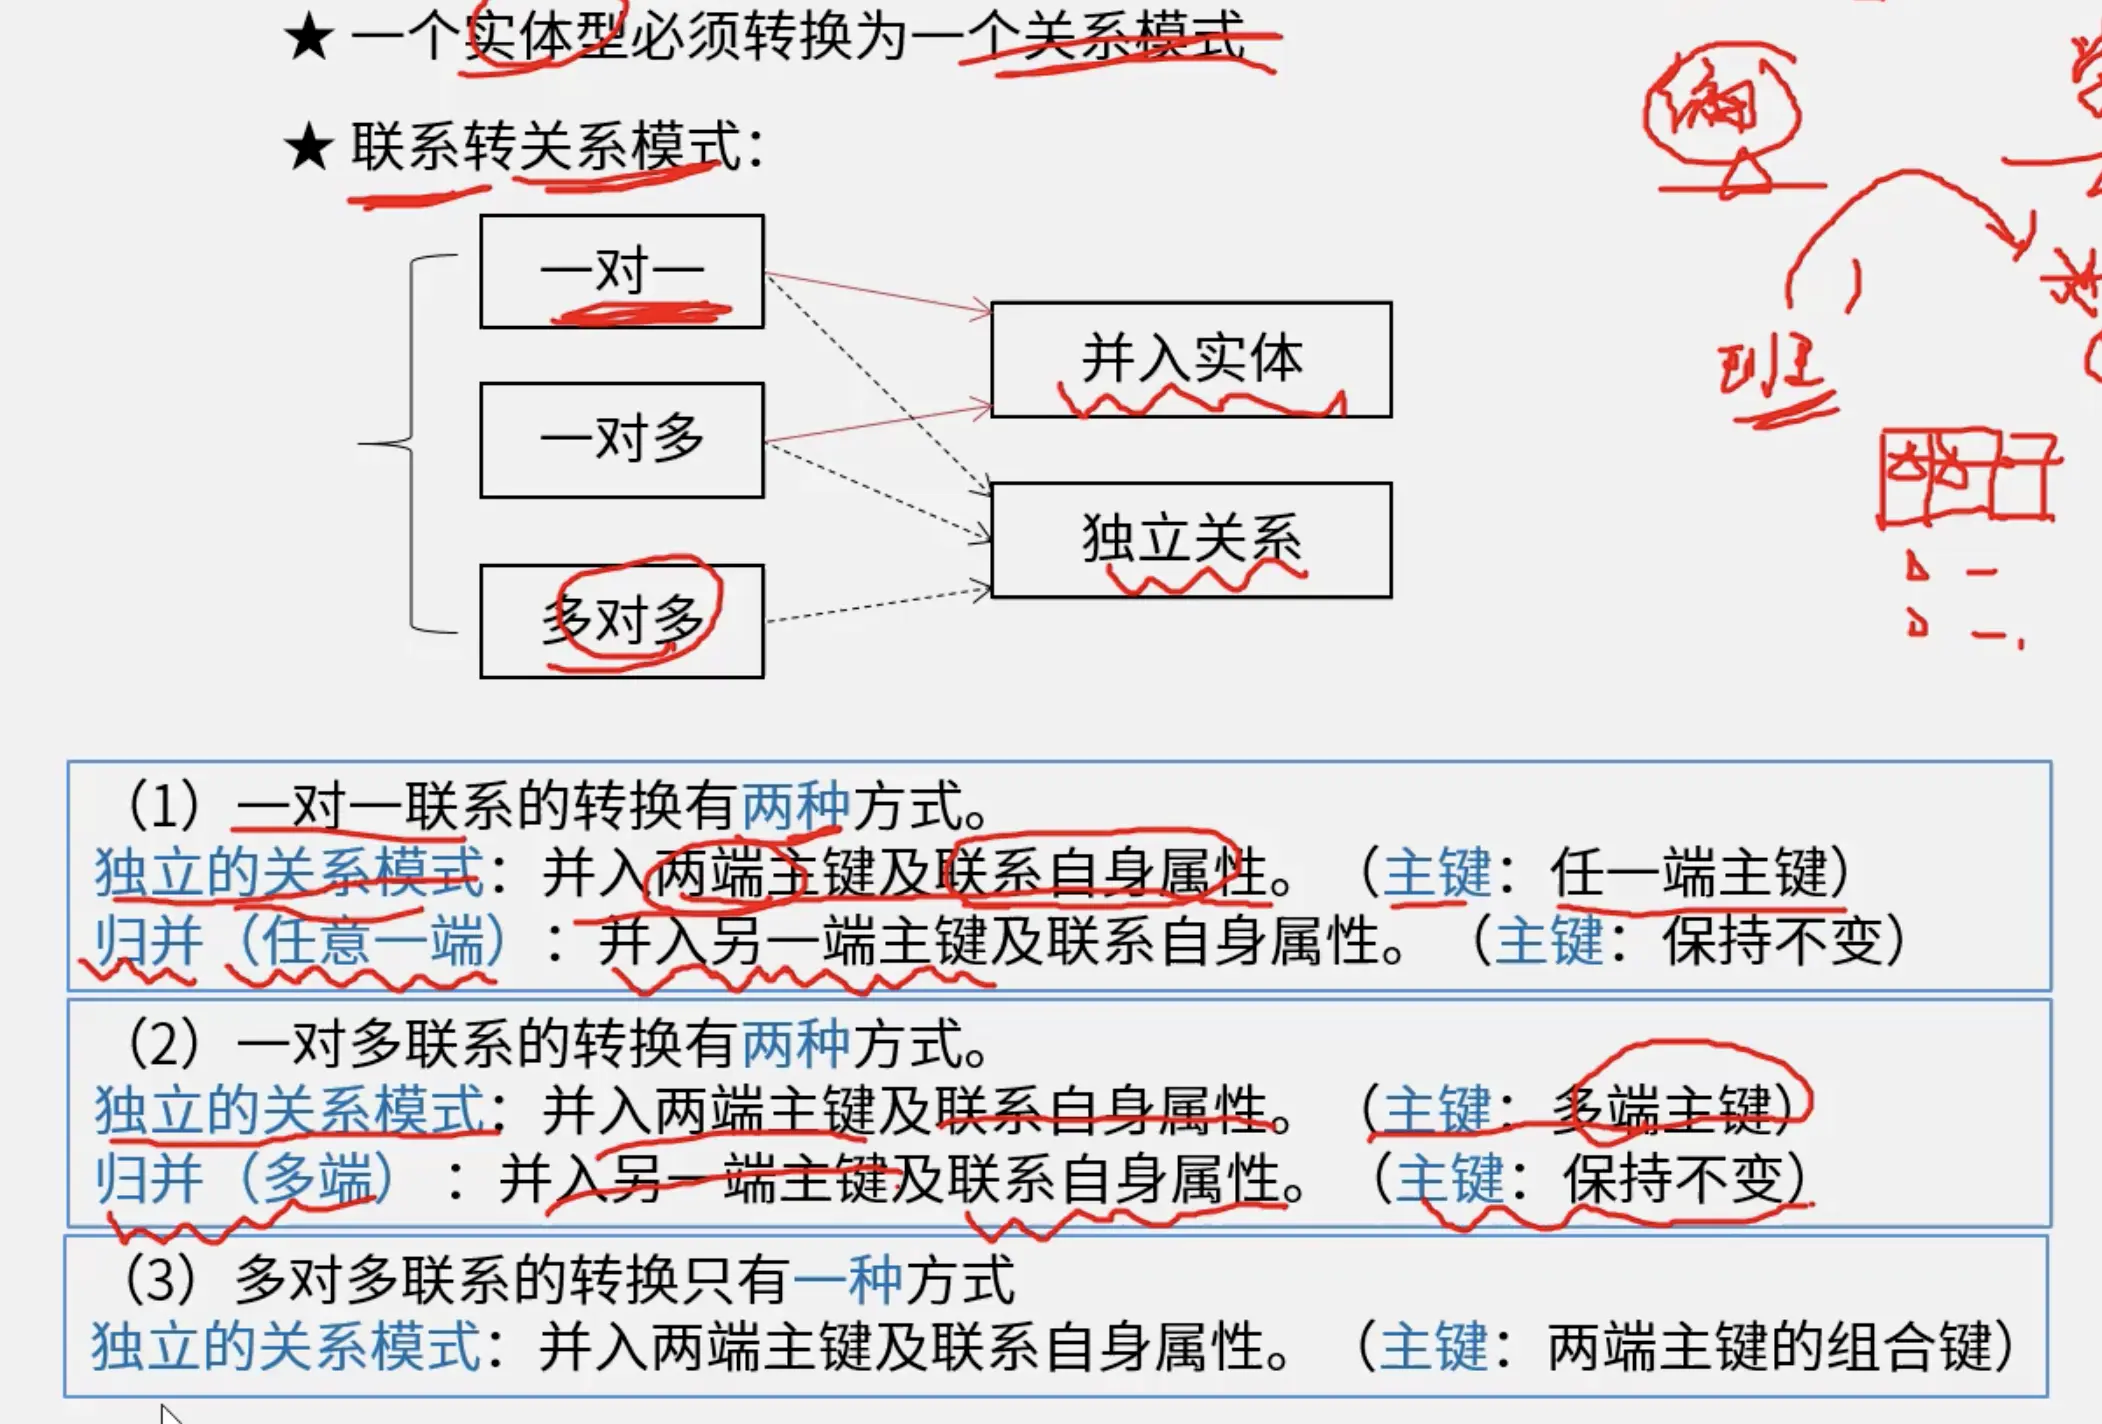 ★ 一个实体型必须转换为一个关系模式
★ 联系转关系模式：
一对一
并入实体
一对多
独立关系
多对多
班主
（1）一对一联系的转换有两种方式。
独立的关系模式：并入两端主键及联系自身属性。（主键：任一端主键）
归并（任意一端）：并入另一端主键及联系自身属性。（主键：保持不变）
（2）一对多联系的转换有两种方式。
独立的关系模式：并入两端主键及联系自身属性。（主键：多端主键）
归并（多端）：并入另一端主键及联系自身属性。（主键：保持不变）
（3）多对多联系的转换只有一种方式
独立的关系模式：并入两端主键及联系自身属性。（主键：两端主键的组合键）